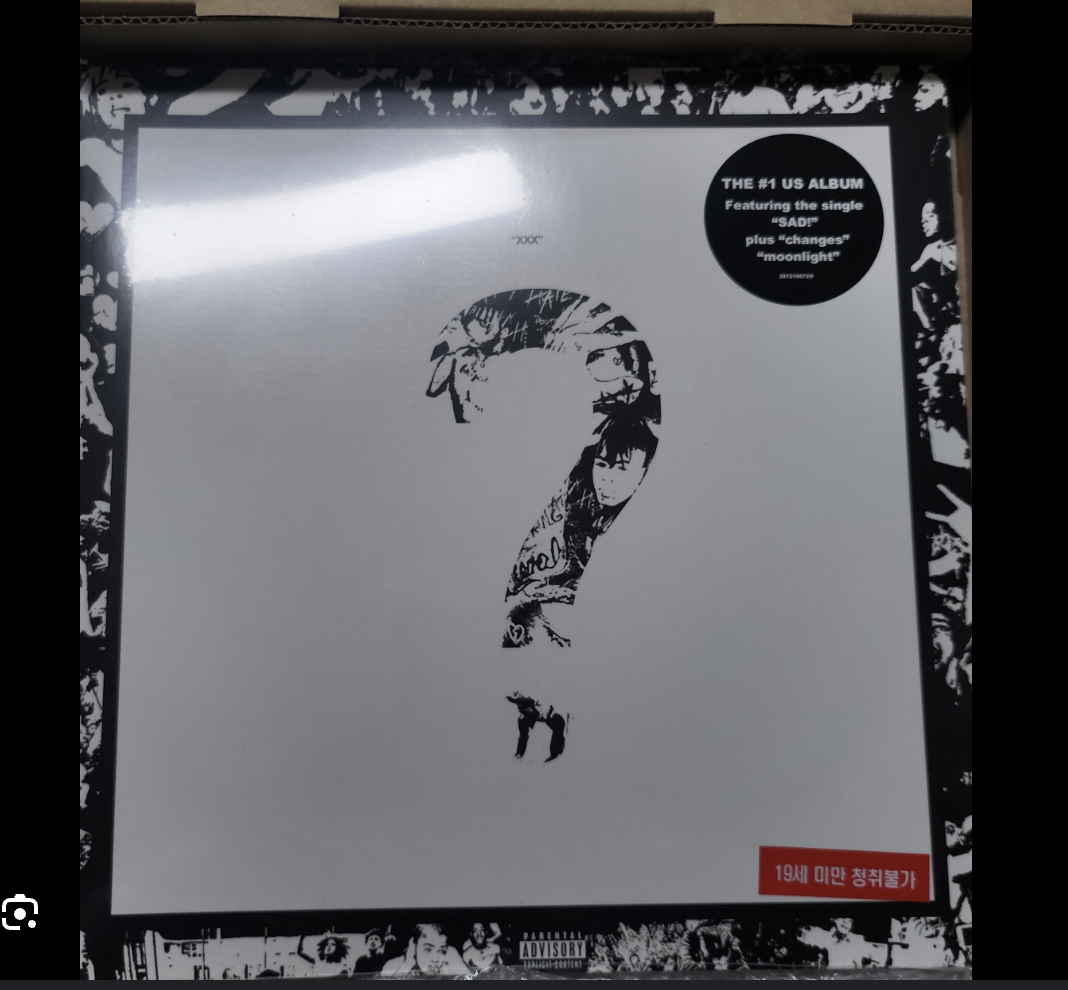 THE #1 US ALBUM
Featuring the single
“SAD!”
plus “changes”
“moonlight”
“XXX”
19세 미만 청취불가
PARENTAL
ADVISORY
EXPLICIT CONTENT